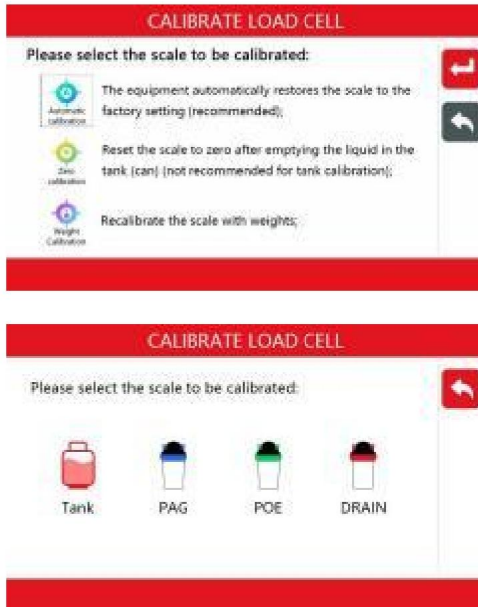 CALIBRATE LOAD CELL
Please select the scale to be calibrated:
Automatic
calibration
The equipment automatically restores the scale to the
factory setting (recommended);
Zero
calibration
Reset the scale to zero after emptying the liquid in the
tank (can) (not recommended for tank calibration);
Weight
Calibration
Recalibrate the scale with weights;
CALIBRATE LOAD CELL
Please select the scale to be calibrated:
Tank
PAG
POE
DRAIN